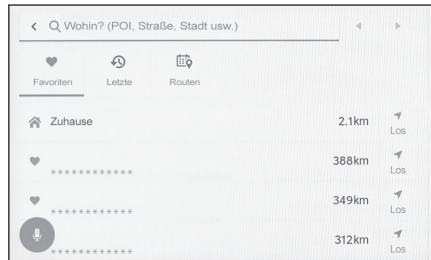 Wohin? (POI, Straße, Stadt usw.)
Favoriten Letzte Routen
Zuhause 2.1km Los
************ 388km Los
************ 349km Los
************ 312km Los